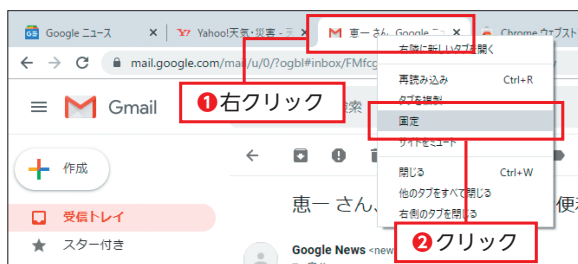 Google ニュース × Yahoo!天気・災害 - × 恵一 さん、Google ニュ × Chrome ウェブスト
mail.google.com/mail/u/0/?ogbl#inbox/FMfcg
右隣に新しいタブを開く
再読み込み Ctrl+R
タブを複製
固定
サイトをミュート
閉じる Ctrl+W
他のタブをすべて閉じる
右側のタブを閉じる
❶右クリック
Gmail
検索
作成
受信トレイ
スター付き
恵一 さん、
便利
Google News <new
❷クリック